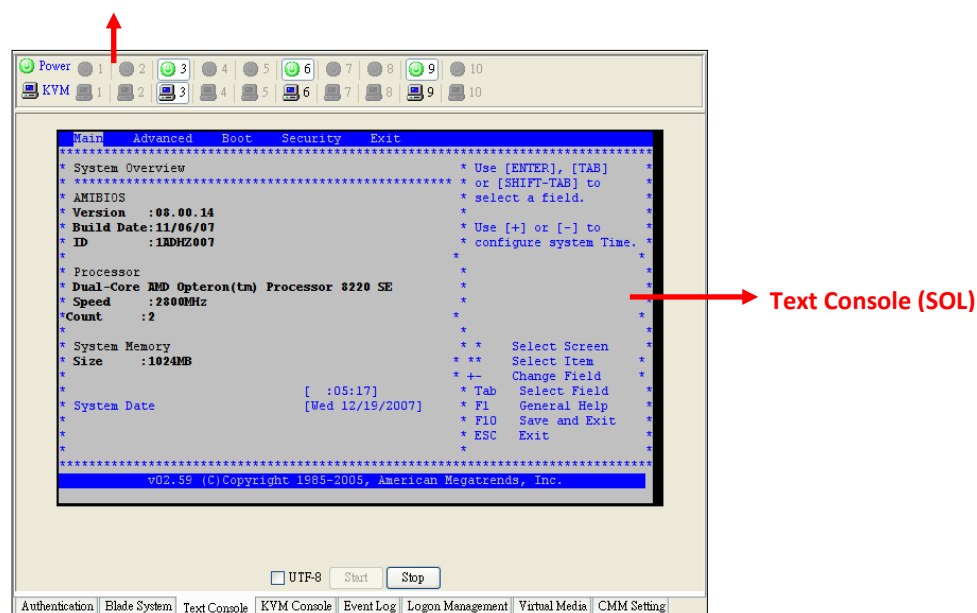 Power 1 2 3 4 5 6 7 8 9 10
KVM 1 2 3 4 5 6 7 8 9 10
Main Advanced Boot Security Exit
*******************************************************************************
* System Overview * Use [ENTER], [TAB] *
* *************************************************** * or [SHIFT-TAB] to *
* AMIBIOS * select a field. *
* Version :08.00.14 * *
* Build Date:11/06/07 * Use [+] or [-] to *
* ID :1ADHZ007 * configure system Time. *
* * *
* Processor * *
* Dual-Core AMD Opteron(tm) Processor 8220 SE * *
* Speed :2800MHz * *
*Count :2 * *
* * *
* System Memory * * Select Screen *
* Size :1024MB * ** Select Item *
* * +- Change Field *
* [ :05:17] * Tab Select Field *
* System Date [Wed 12/19/2007] * F1 General Help *
* * F10 Save and Exit *
* * ESC Exit *
* * *
*******************************************************************************
v02.59 (C)Copyright 1985-2005, American Megatrends, Inc.
Text Console (SOL)
UTF-8 Start Stop
Authentication Blade System Text Console KVM Console Event Log Logon Management Virtual Media CMM Setting